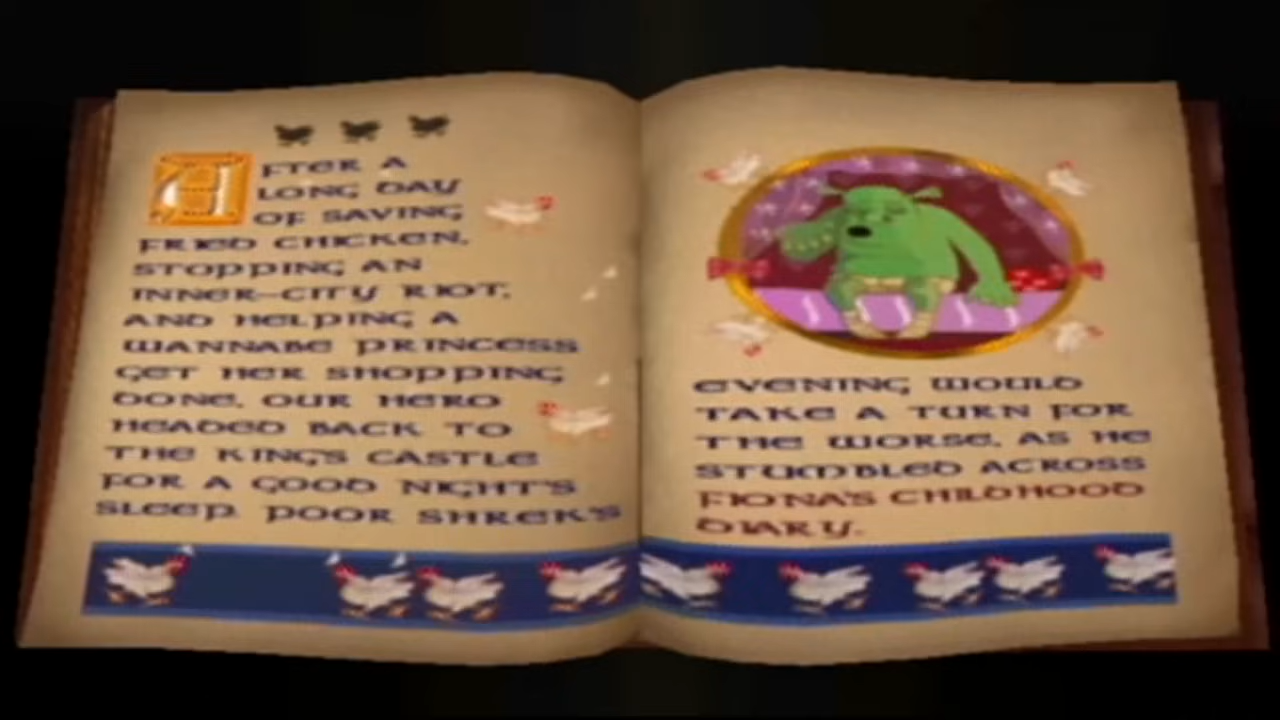 AFTER A
LONG DAY
OF SAVING
FRIED CHICKEN,
STOPPING AN
INNER-CITY RIOT,
AND HELPING A
WANNABE PRINCESS
GET HER SHOPPING
DONE, OUR HERO
HEADED BACK TO
THE KING'S CASTLE
FOR A GOOD NIGHT'S
SLEEP. POOR SHREK'S
EVENING WOULD
TAKE A TURN FOR
THE WORSE, AS HE
STUMBLED ACROSS
FIONA'S CHILDHOOD
DIARY.